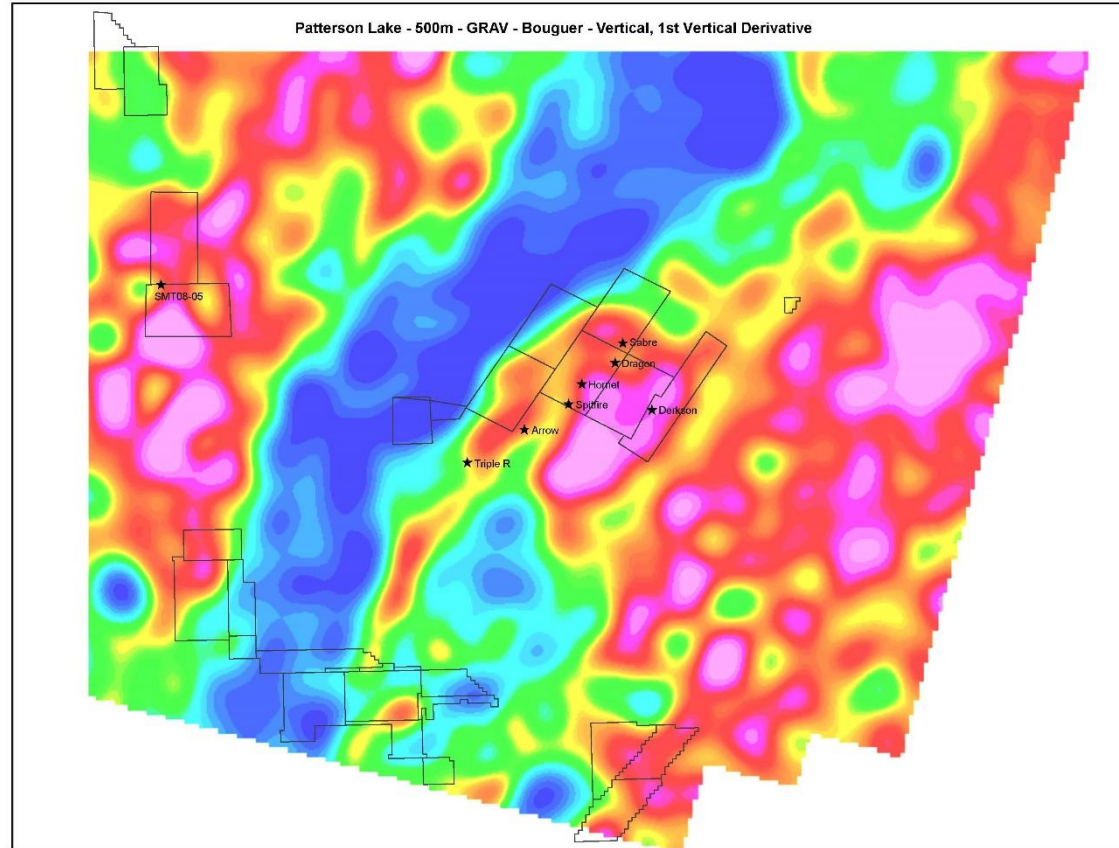 Patterson Lake - 500m - GRAV - Bouguer - Vertical, 1st Vertical Derivative
SMT08-05
Sabre
Dragon
Hornet
Spitfire
Derkson
Arrow
Triple R